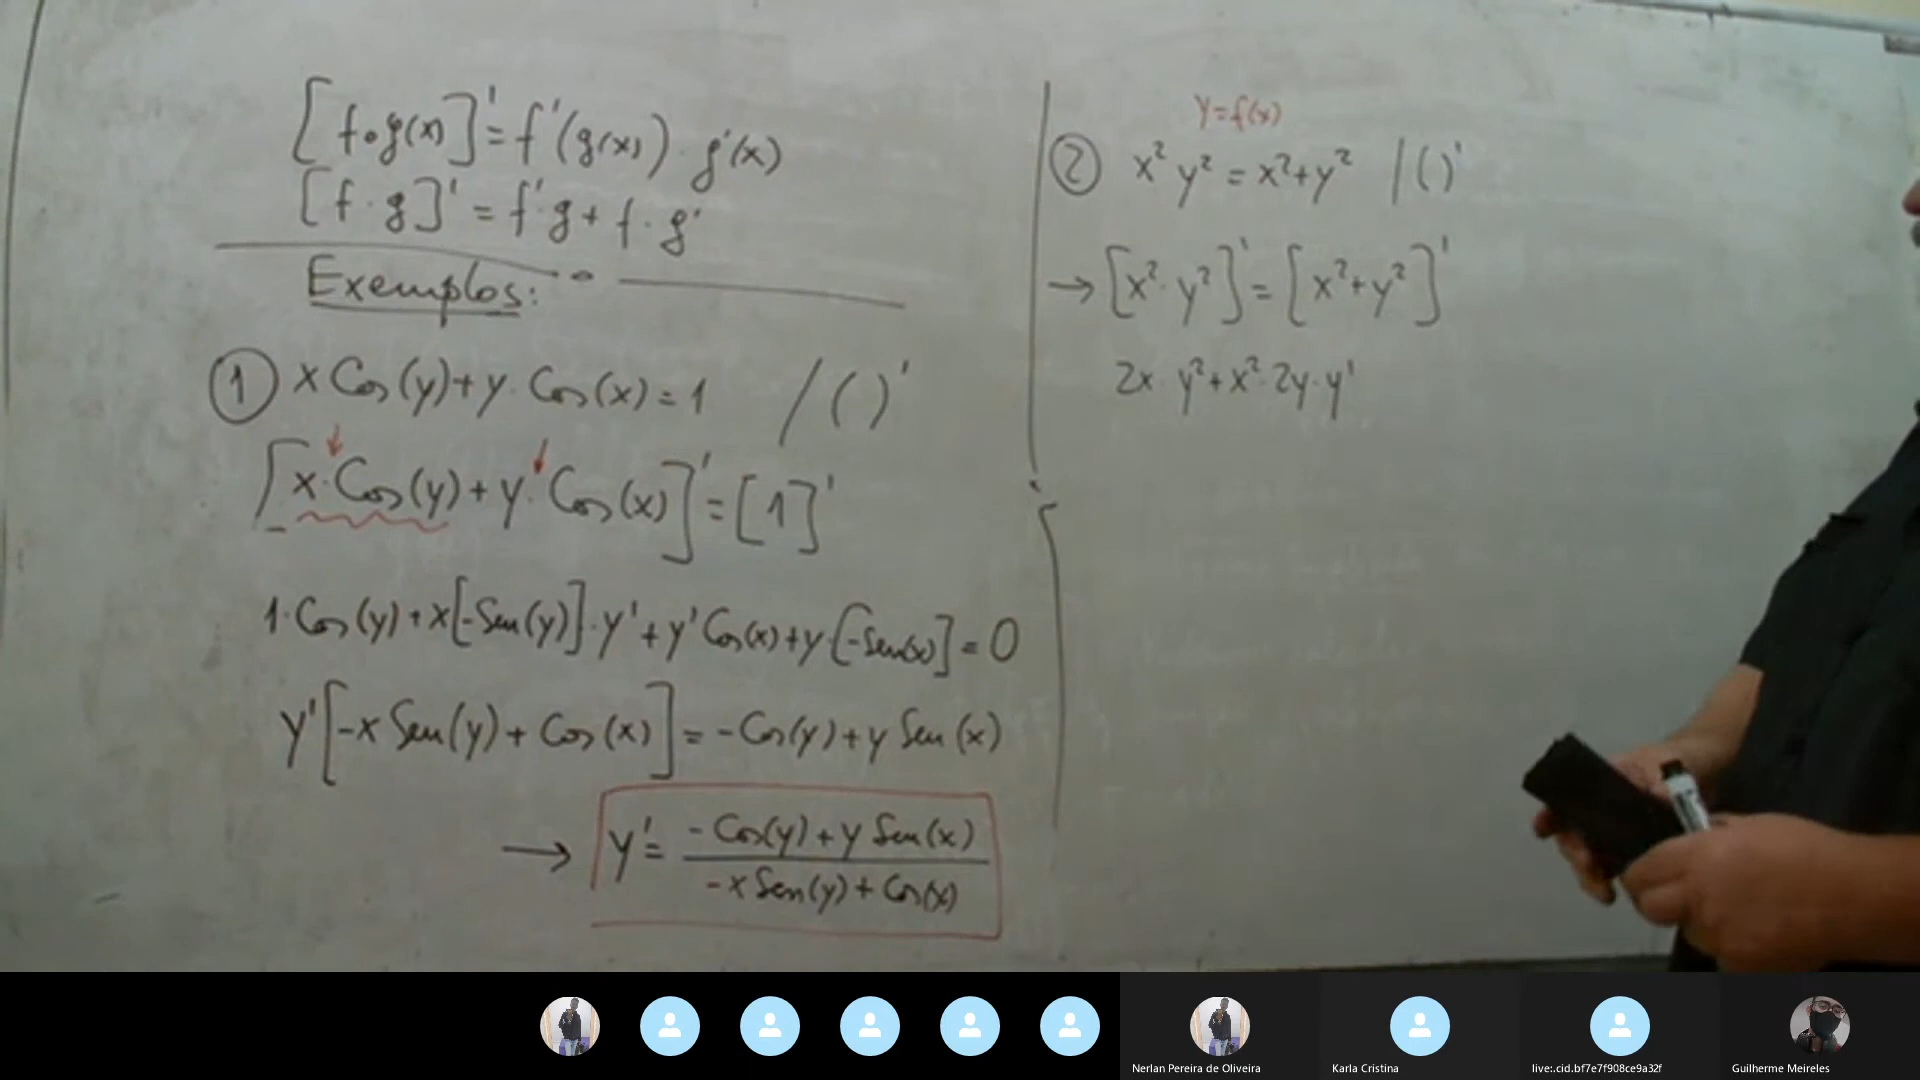 [f∘g(x)]' = f'(g(x)) · g'(x)
[f · g]' = f' g + f · g'
Exemplos:
① x Cos(y) + y · Cos(x) = 1 / ( )'
[x · Cos(y) + y · Cos(x)]' = [1]'
1 · Cos(y) + x[-Sen(y)] · y' + y' Cos(x) + y · [-Sen(x)] = 0
y'[-x Sen(y) + Cos(x)] = -Cos(y) + y Sen(x)
→ y' = (-Cos(y) + y Sen(x)) / (-x Sen(y) + Cos(x))
y=f(x)
② x² y² = x² + y² / ( )'
→ [x² · y²]' = [x² + y²]'
2x · y² + x² · 2y · y'
Nerlan Pereira de Oliveira
Karla Cristina
live:.cid.bf7e7f908ce9a32f
Guilherme Meireles